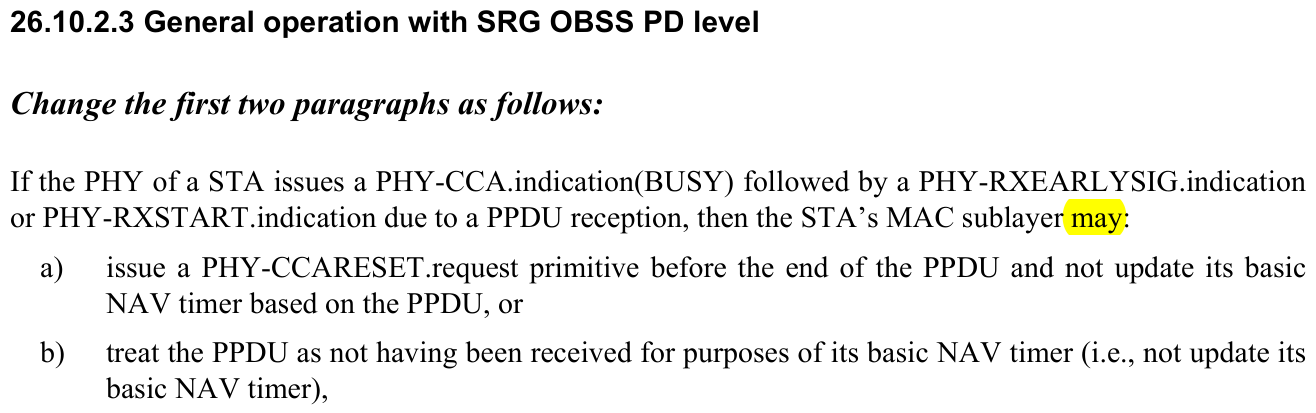 26.10.2.3 General operation with SRG OBSS PD level
Change the first two paragraphs as follows:
If the PHY of a STA issues a PHY-CCA.indication(BUSY) followed by a PHY-RXEARLYSIG.indication
or PHY-RXSTART.indication due to a PPDU reception, then the STA’s MAC sublayer may:
a) issue a PHY-CCARESET.request primitive before the end of the PPDU and not update its basic
NAV timer based on the PPDU, or
b) treat the PPDU as not having been received for purposes of its basic NAV timer (i.e., not update its
basic NAV timer),